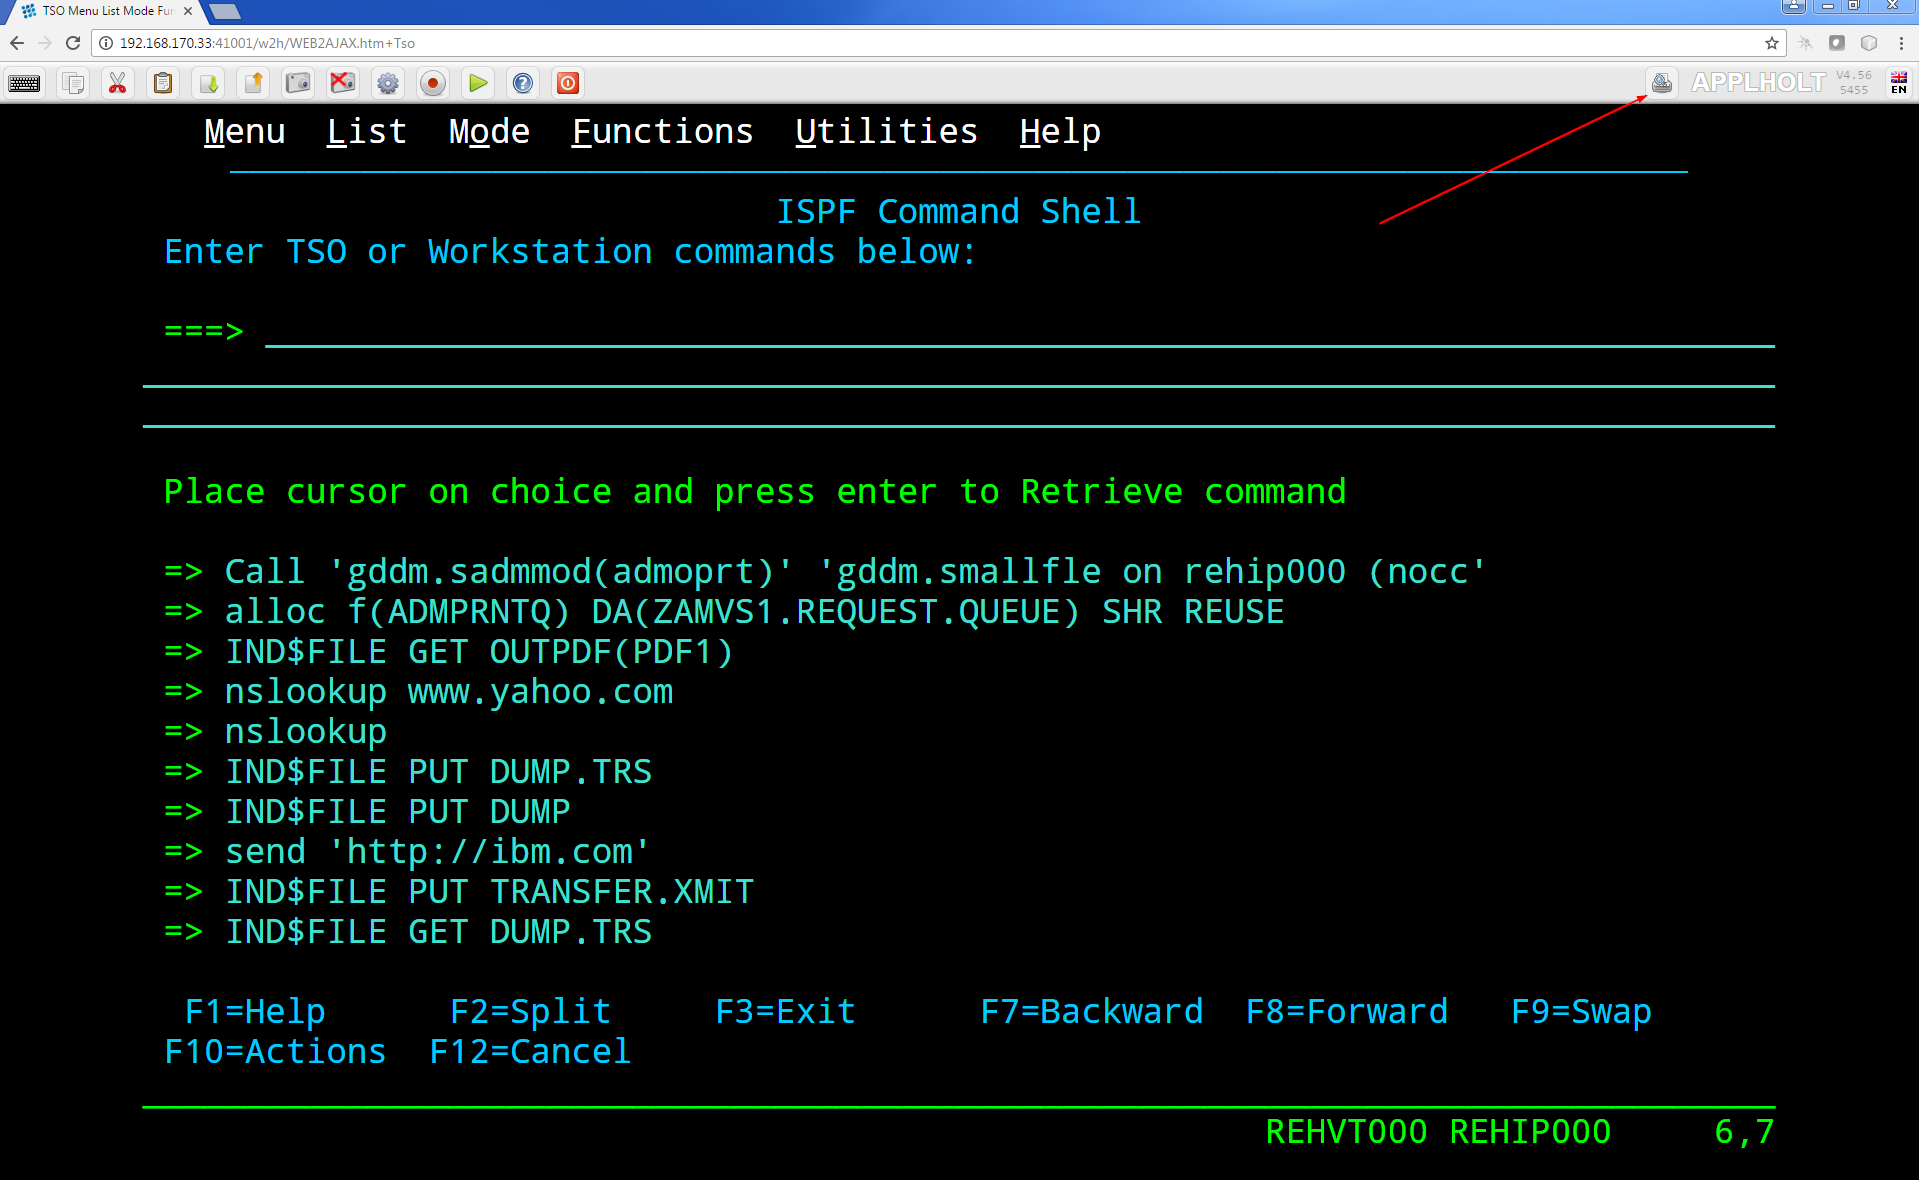 TSO Menu List Mode Fun
192.168.170.33:41001/w2h/WEB2AJAX.htm+Tso
APPLHOLT V4.56
5455
EN
Menu List Mode Functions Utilities Help
ISPF Command Shell
Enter TSO or Workstation commands below:
===>
Place cursor on choice and press enter to Retrieve command
=> Call 'gddm.sadmmod(admoprt)' 'gddm.smallfle on rehip000 (nocc'
=> alloc f(ADMPRNTQ) DA(ZAMVS1.REQUEST.QUEUE) SHR REUSE
=> IND$FILE GET OUTPDF(PDF1)
=> nslookup www.yahoo.com
=> nslookup
=> IND$FILE PUT DUMP.TRS
=> IND$FILE PUT DUMP
=> send 'http://ibm.com'
=> IND$FILE PUT TRANSFER.XMIT
=> IND$FILE GET DUMP.TRS
F1=Help F2=Split F3=Exit F7=Backward F8=Forward F9=Swap
F10=Actions F12=Cancel
REHVT000 REHIP000 6,7